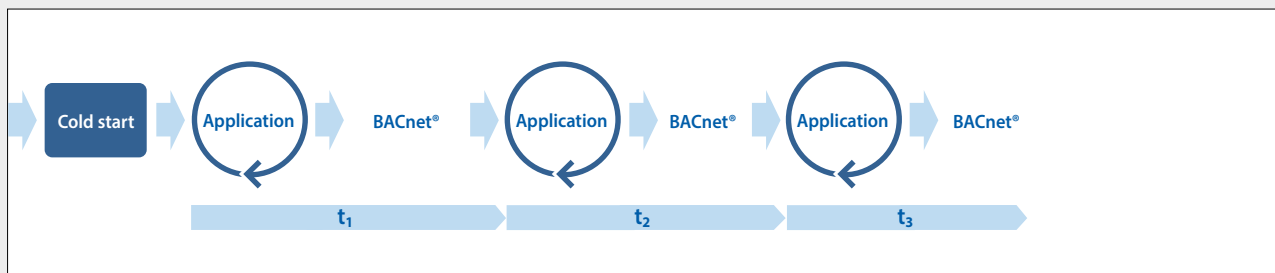 Cold start
Application
BACnet®
Application
BACnet®
Application
BACnet®
t₁
t₂
t₃